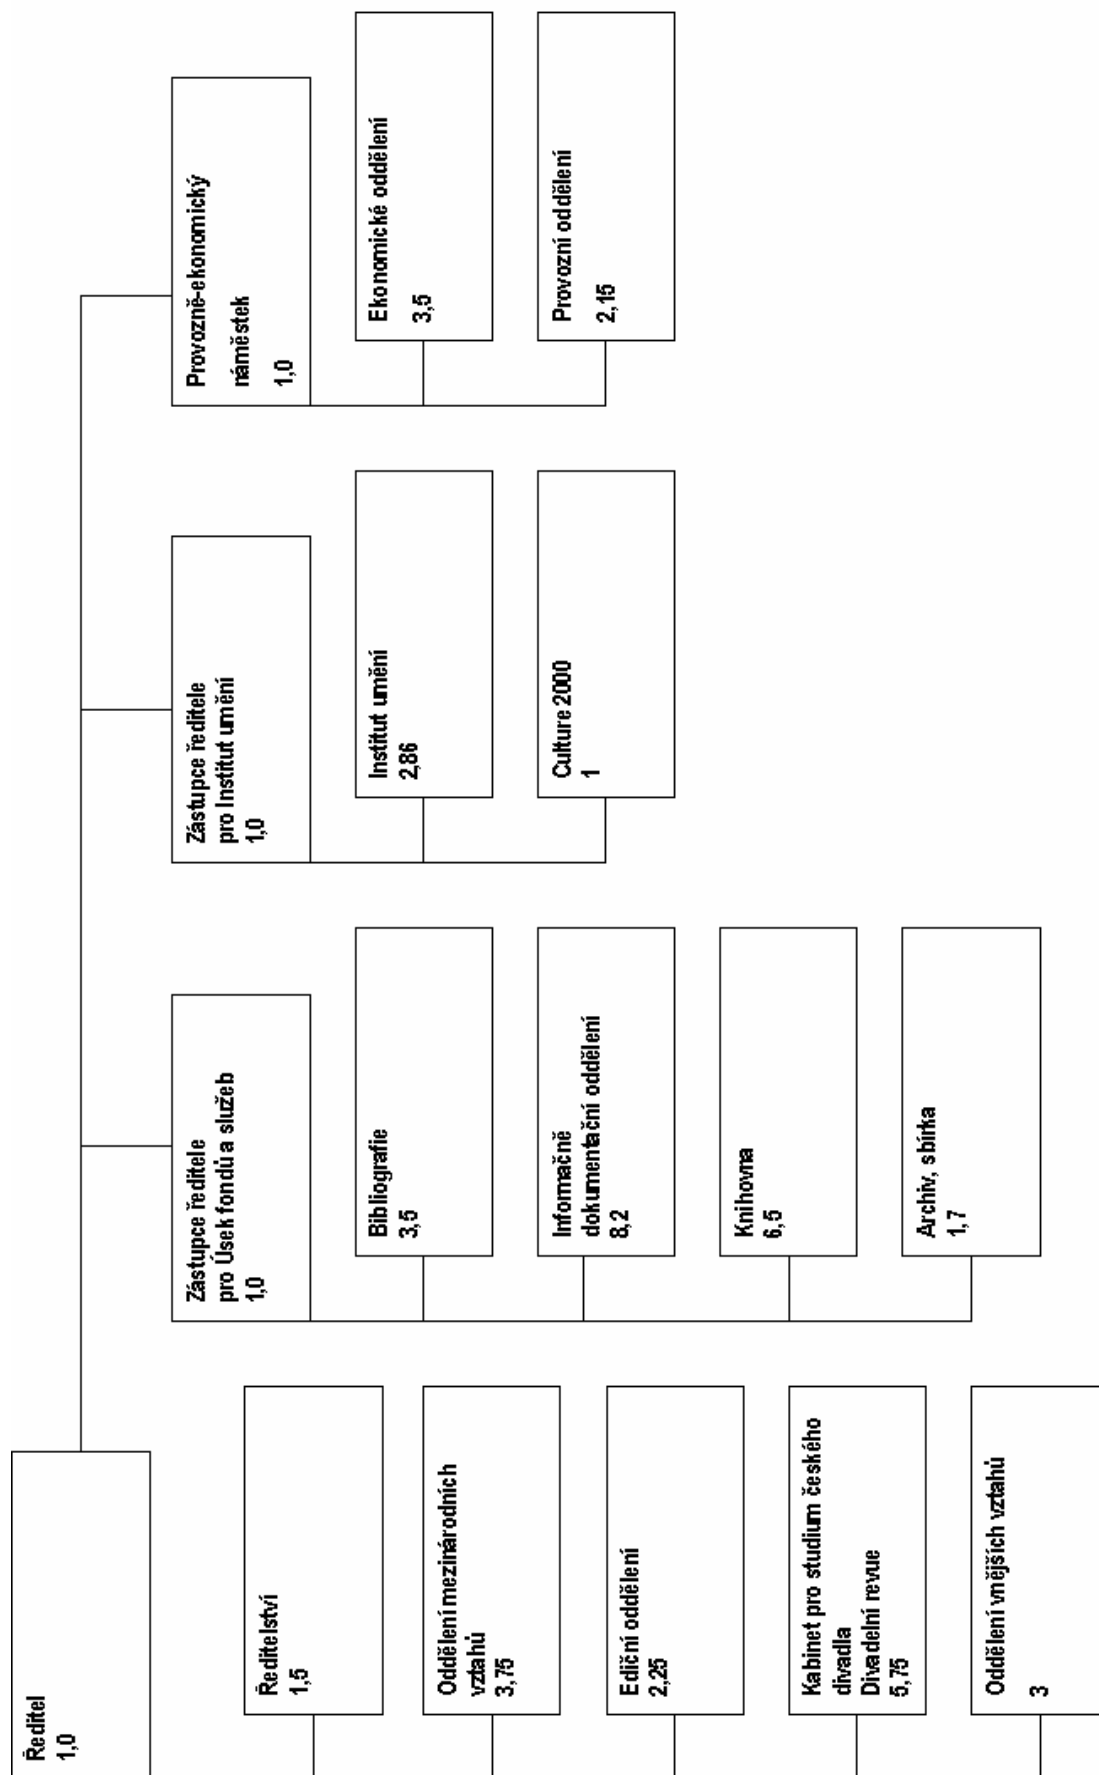 Ředitel
1,0
Ředitelství
1,5
Oddělení mezinárodních
vztahů
3,75
Ediční oddělení
2,25
Kabinet pro studium českého
divadla
Divadelní revue
5,75
Oddělení vnějších vztahů
3
Zástupce ředitele
pro Úsek fondů a služeb
1,0
Bibliografie
3,5
Informačně
dokumentační oddělení
8,2
Knihovna
6,5
Archiv, sbírka
1,7
Zástupce ředitele
pro Institut umění
1,0
Institut umění
2,86
Culture 2000
1
Provozně-ekonomický
náměstek
1,0
Ekonomické oddělení
3,5
Provozní oddělení
2,15